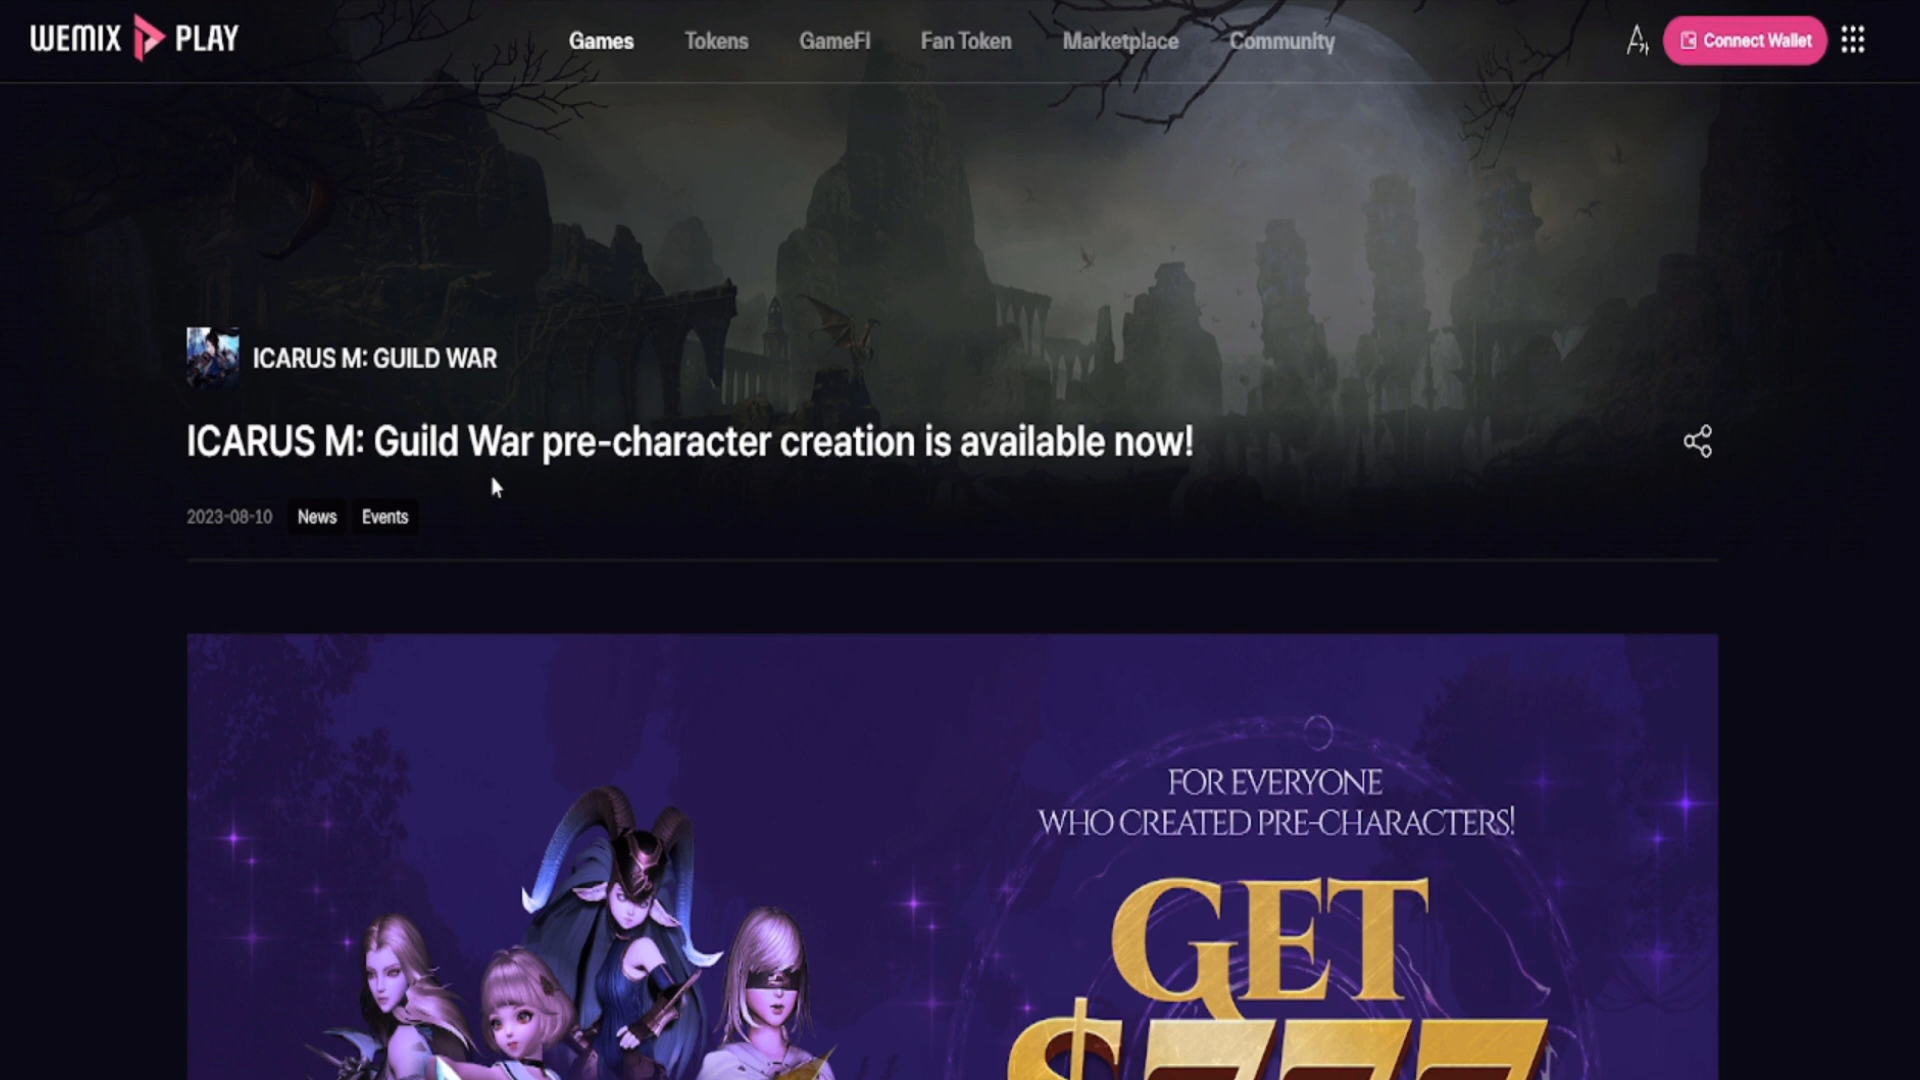 WEMIX PLAY
Games Tokens GameFI Fan Token Marketplace Community
Connect Wallet
ICARUS M: GUILD WAR
ICARUS M: Guild War pre-character creation is available now!
2023-08-10 News Events
FOR EVERYONE
WHO CREATED PRE-CHARACTERS!
GET
$777